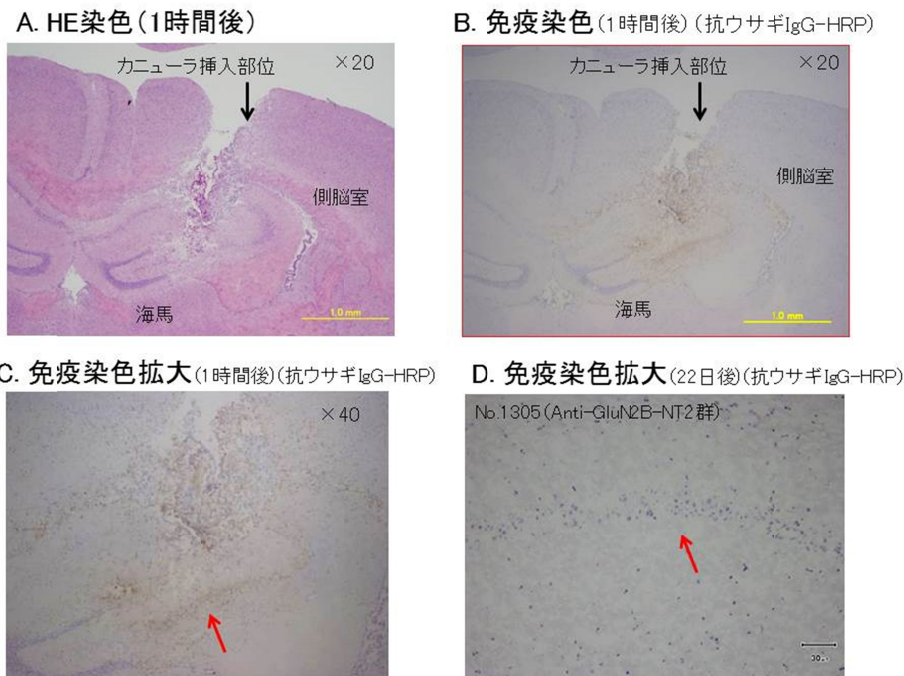 A. HE染色(1時間後)
カニューラ挿入部位
×20
側脳室
海馬
1.0 mm
B. 免疫染色(1時間後)(抗ウサギIgG-HRP)
カニューラ挿入部位
×20
側脳室
海馬
1.0 mm
C. 免疫染色拡大(1時間後)(抗ウサギIgG-HRP)
×40
D. 免疫染色拡大(22日後)(抗ウサギIgG-HRP)
No.1305(Anti-GluN2B-NT2群)